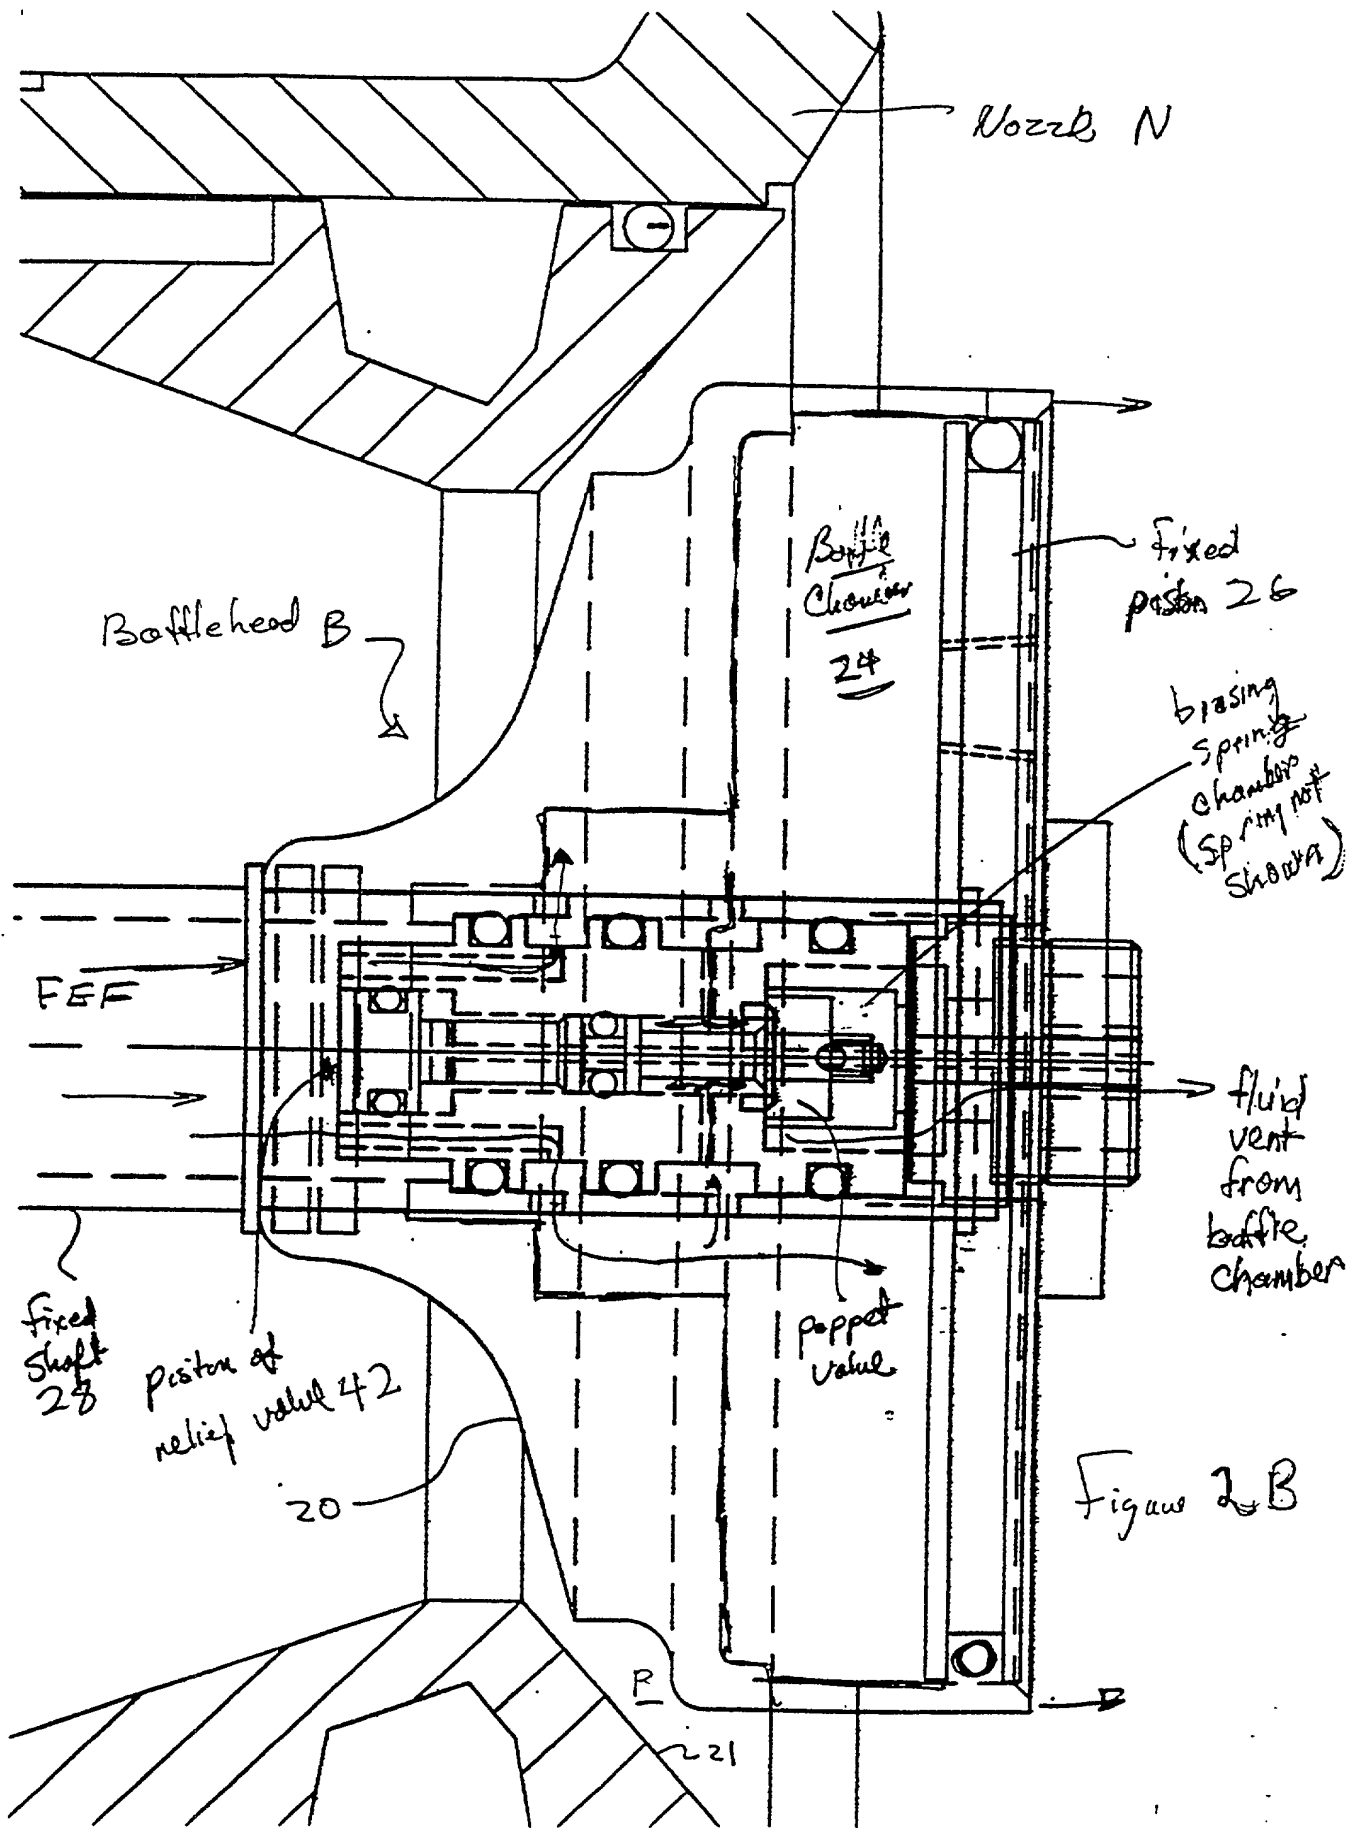 Nozzle N
Baffle
Chamber
24
fixed
piston 26
Bafflehead B
biasing
spring
chamber
(spring not
shown)
FEF
fluid
vent
from
baffle
chamber
fixed
shaft
28
piston of
relief valve 42
poppet
valve
20
Figure 2B
P
221